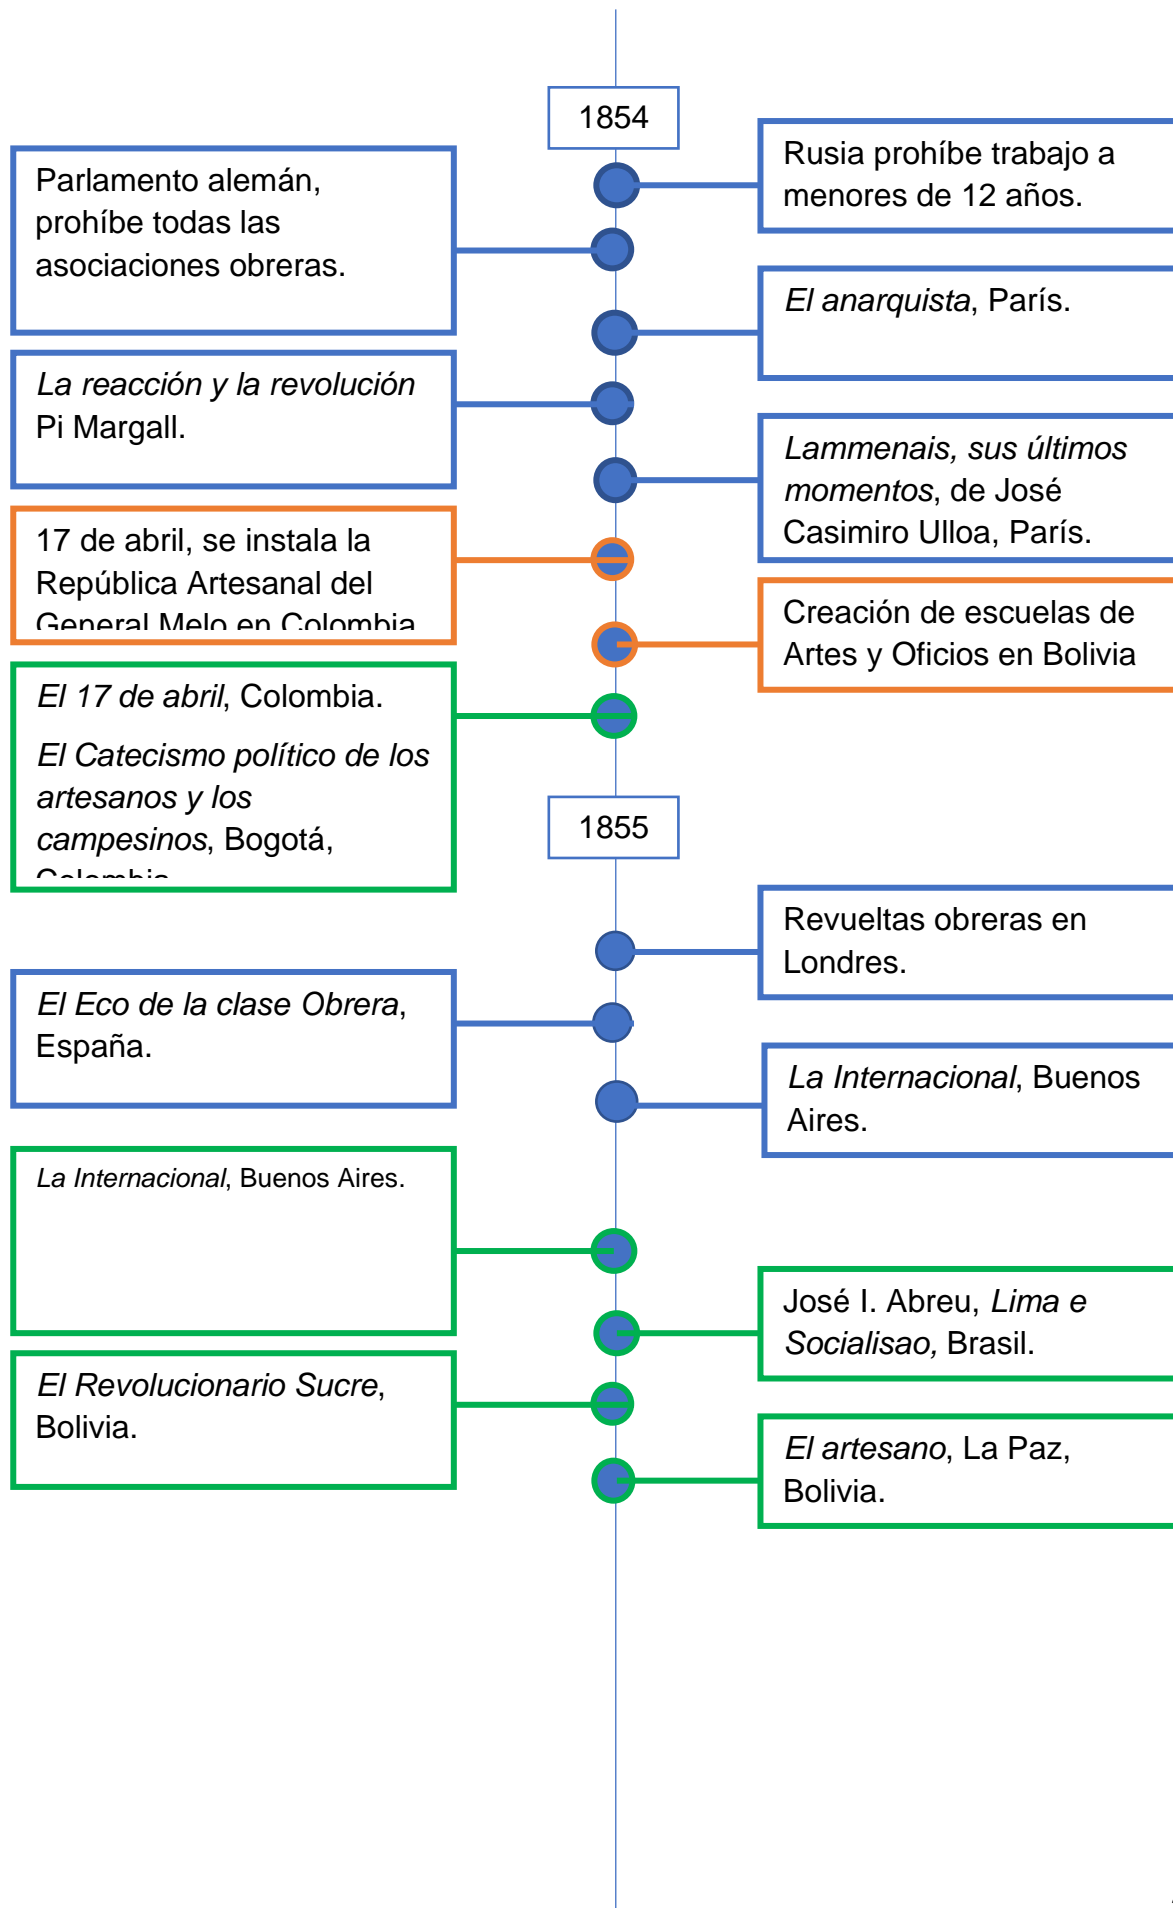 1854
Rusia prohíbe trabajo a
menores de 12 años.
Parlamento alemán,
prohíbe todas las
asociaciones obreras.
El anarquista, París.
La reacción y la revolución
Pi Margall.
Lammenais, sus últimos
momentos, de José
Casimiro Ulloa, París.
17 de abril, se instala la
República Artesanal del
General Melo en Colombia
Creación de escuelas de
Artes y Oficios en Bolivia
El 17 de abril, Colombia.
El Catecismo político de los
artesanos y los
campesinos, Bogotá,
Colombia
1855
Revueltas obreras en
Londres.
El Eco de la clase Obrera,
España.
La Internacional, Buenos
Aires.
La Internacional, Buenos Aires.
José I. Abreu, Lima e
Socialisao, Brasil.
El Revolucionario Sucre,
Bolivia.
El artesano, La Paz,
Bolivia.